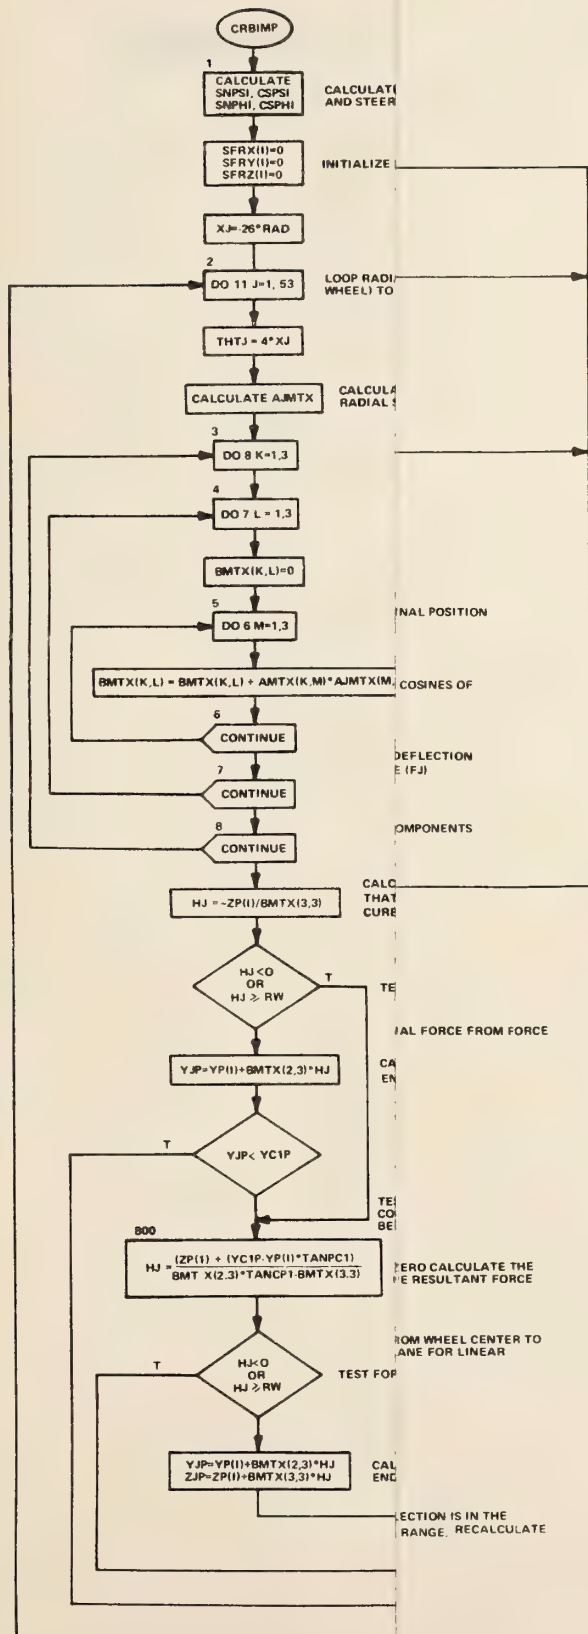 CRBIMP
1
CALCULATE
SNPSI, CSPSI
SNPHI, CSPHI
CALCULATI
AND STEER
SFRX(I)=0
SFRY(I)=0
SFRZ(I)=0
INITIALIZE
XJ=-26*RAD
2
DO 11 J=1, 53
LOOP RADIA
WHEEL) TO
THTJ = 4*XJ
CALCULATE AJMTX
CALCULA
RADIAL S
3
DO 8 K=1,3
4
DO 7 L = 1,3
BMTX(K,L)=0
5
DO 6 M=1,3
INAL POSITION
BMTX(K,L) = BMTX(K,L) + AMTX(K,M)*AJMTX(M,
COSINES OF
6
CONTINUE
DEFLECTION
E (FJ)
7
CONTINUE
8
CONTINUE
OMPONENTS
HJ = -ZP(I)/BMTX(3,3)
CALC
THAT
CURB
HJ<0
OR
HJ ≥ RW
T
TE
IAL FORCE FROM FORCE
YJP=YP(I)+BMTX(2,3)*HJ
CA
EN
T
YJP< YC1P
TES
CO
BE
800
HJ = (ZP(1) + (YC1P-YP(I)*TANPC1)
BMT X(2,3)*TANCP1-BMTX(3,3)
ZERO CALCULATE THE
E RESULTANT FORCE
ROM WHEEL CENTER TO
ANE FOR LINEAR
T
HJ<0
OR
HJ ≥RW
TEST FOR
YJP=YP(I)+BMTX(2,3)*HJ
ZJP=ZP(I)+BMTX(3,3)*HJ
CAL
END
LECTION IS IN THE
RANGE, RECALCULATE